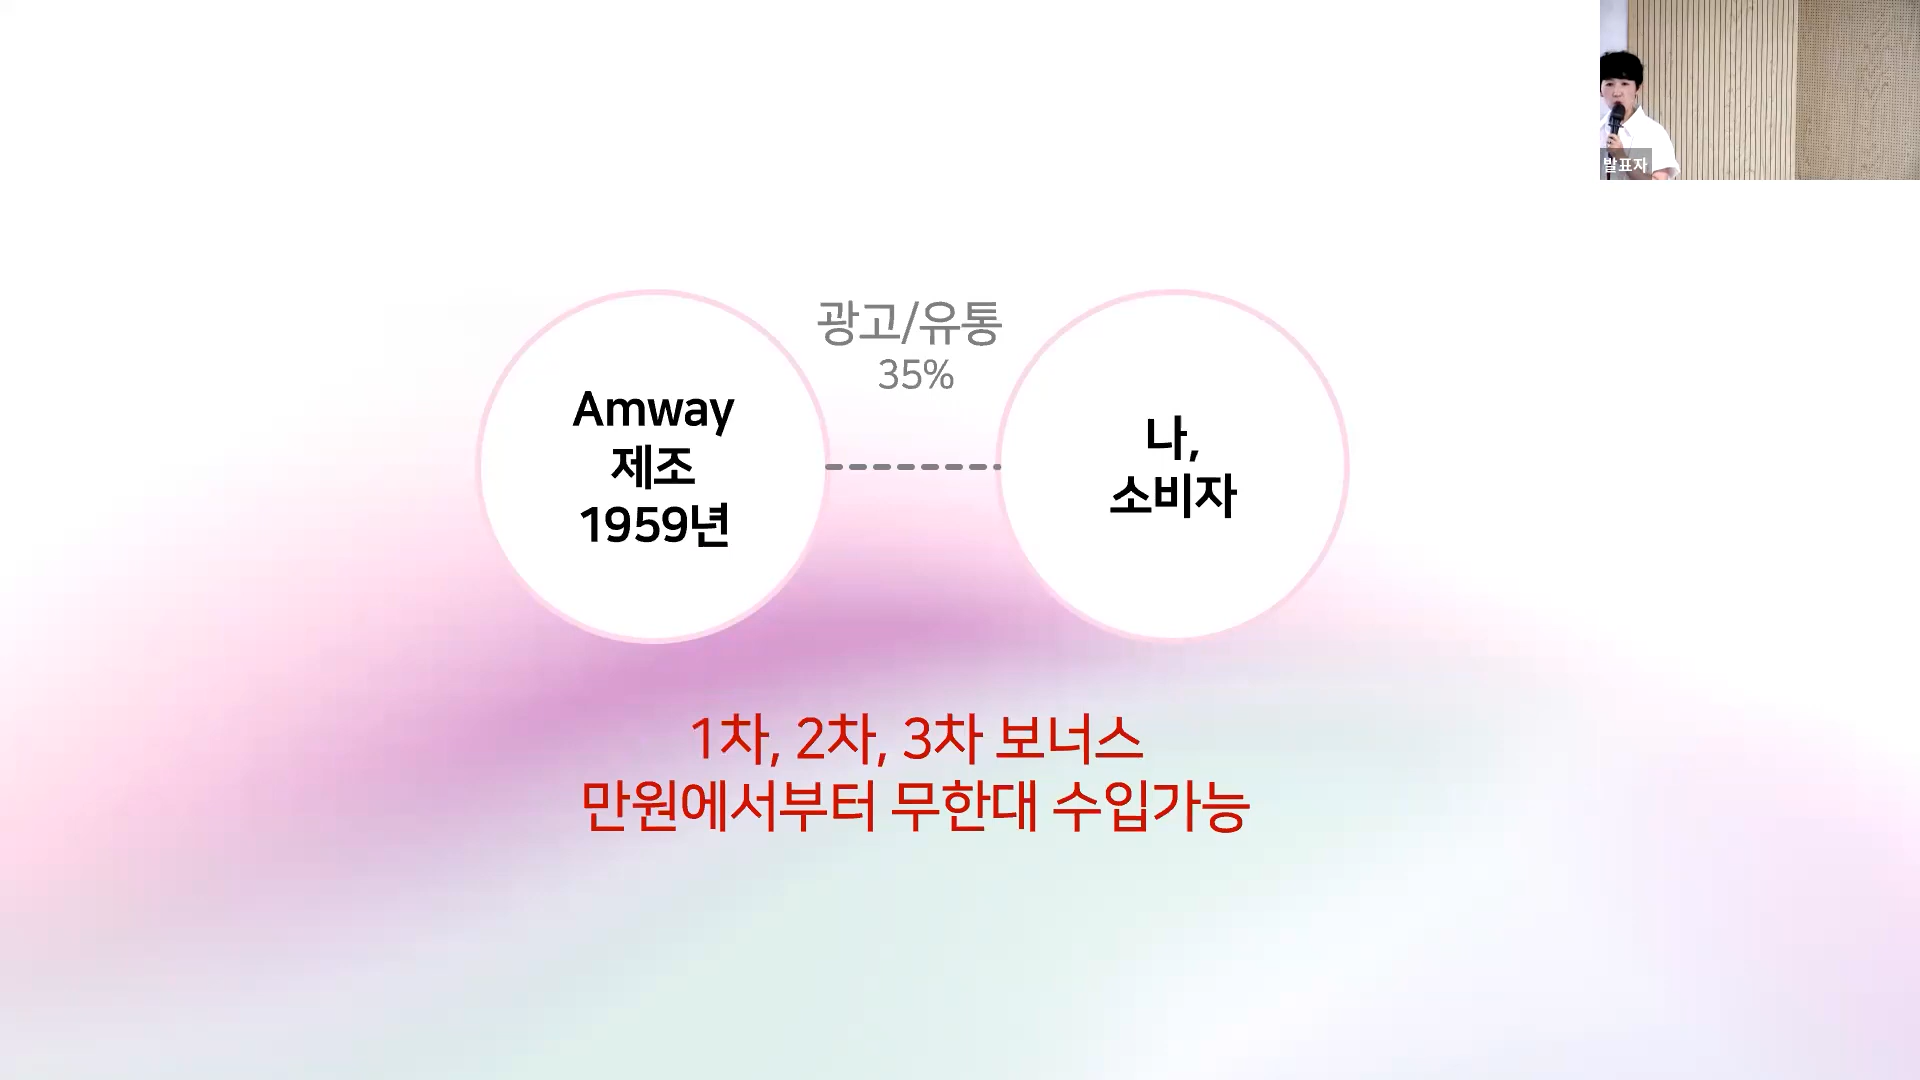 발표자
광고/유통
35%
Amway
제조
1959년
나,
소비자
1차, 2차, 3차 보너스
만원에서부터 무한대 수입가능